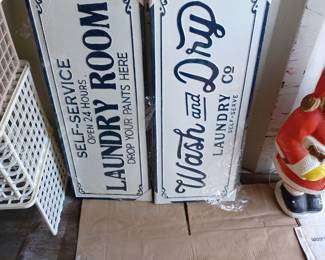 SELF-SERVICE
OPEN 24 HOURS
LAUNDRY ROOM
DROP YOUR PANTS HERE
Wash and Dry
LAUNDRY CO
SELF-SERVE